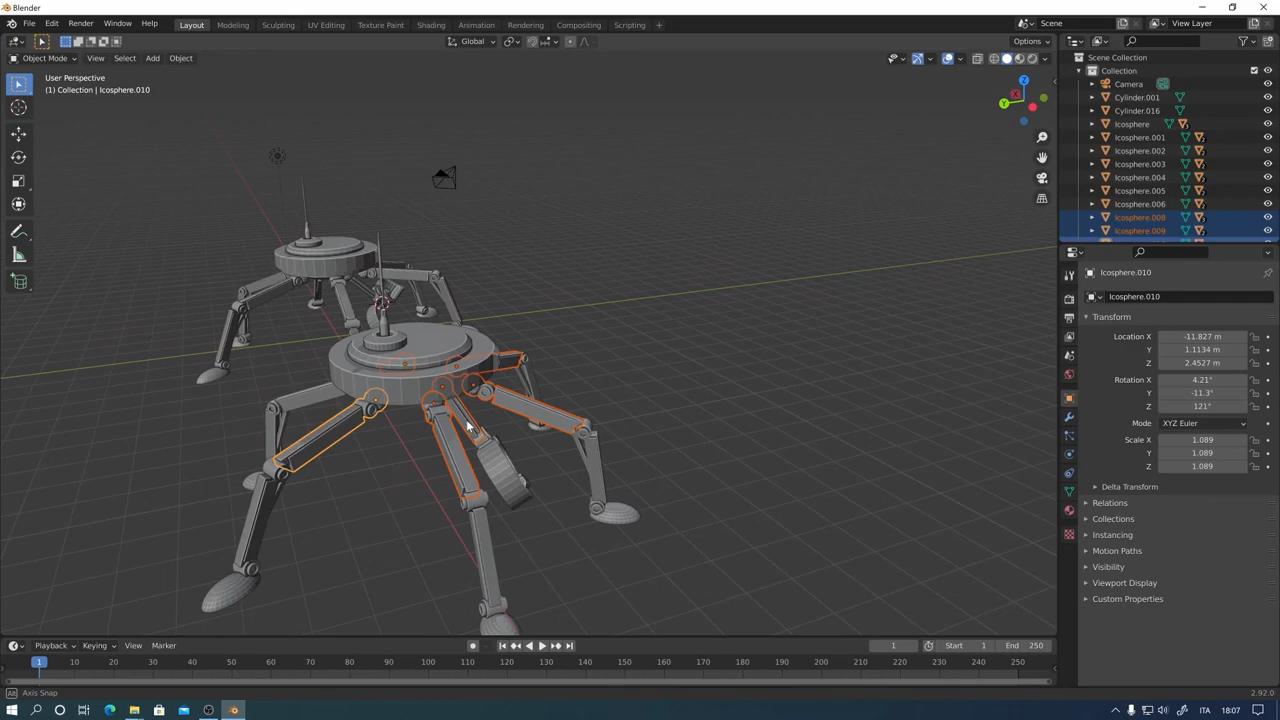 Blender
File Edit Render Window Help Layout Modeling Sculpting UV Editing Texture Paint Shading Animation Rendering Compositing Scripting + Scene View Layer
Global Options
Object Mode View Select Add Object
User Perspective
(1) Collection | Icosphere.010
Z
X
Y
Scene Collection
Collection
Camera
Cylinder.001
Cylinder.016
Icosphere
Icosphere.001
Icosphere.002
Icosphere.003
Icosphere.004
Icosphere.005
Icosphere.006
Icosphere.008
Icosphere.009
Icosphere.010
Icosphere.010
Transform
Location X -11.827 m
Y 1.1134 m
Z 2.4527 m
Rotation X 4.21°
Y -11.3°
Z 121°
Mode XYZ Euler
Scale X 1.089
Y 1.089
Z 1.089
Delta Transform
Relations
Collections
Instancing
Motion Paths
Visibility
Viewport Display
Custom Properties
Playback Keying View Marker 1 Start 1 End 250
1 10 20 30 40 50 60 70 80 90 100 110 120 130 140 150 160 170 180 190 200 210 220 230 240 250
Axis Snap 2.92.0
ITA 18:07